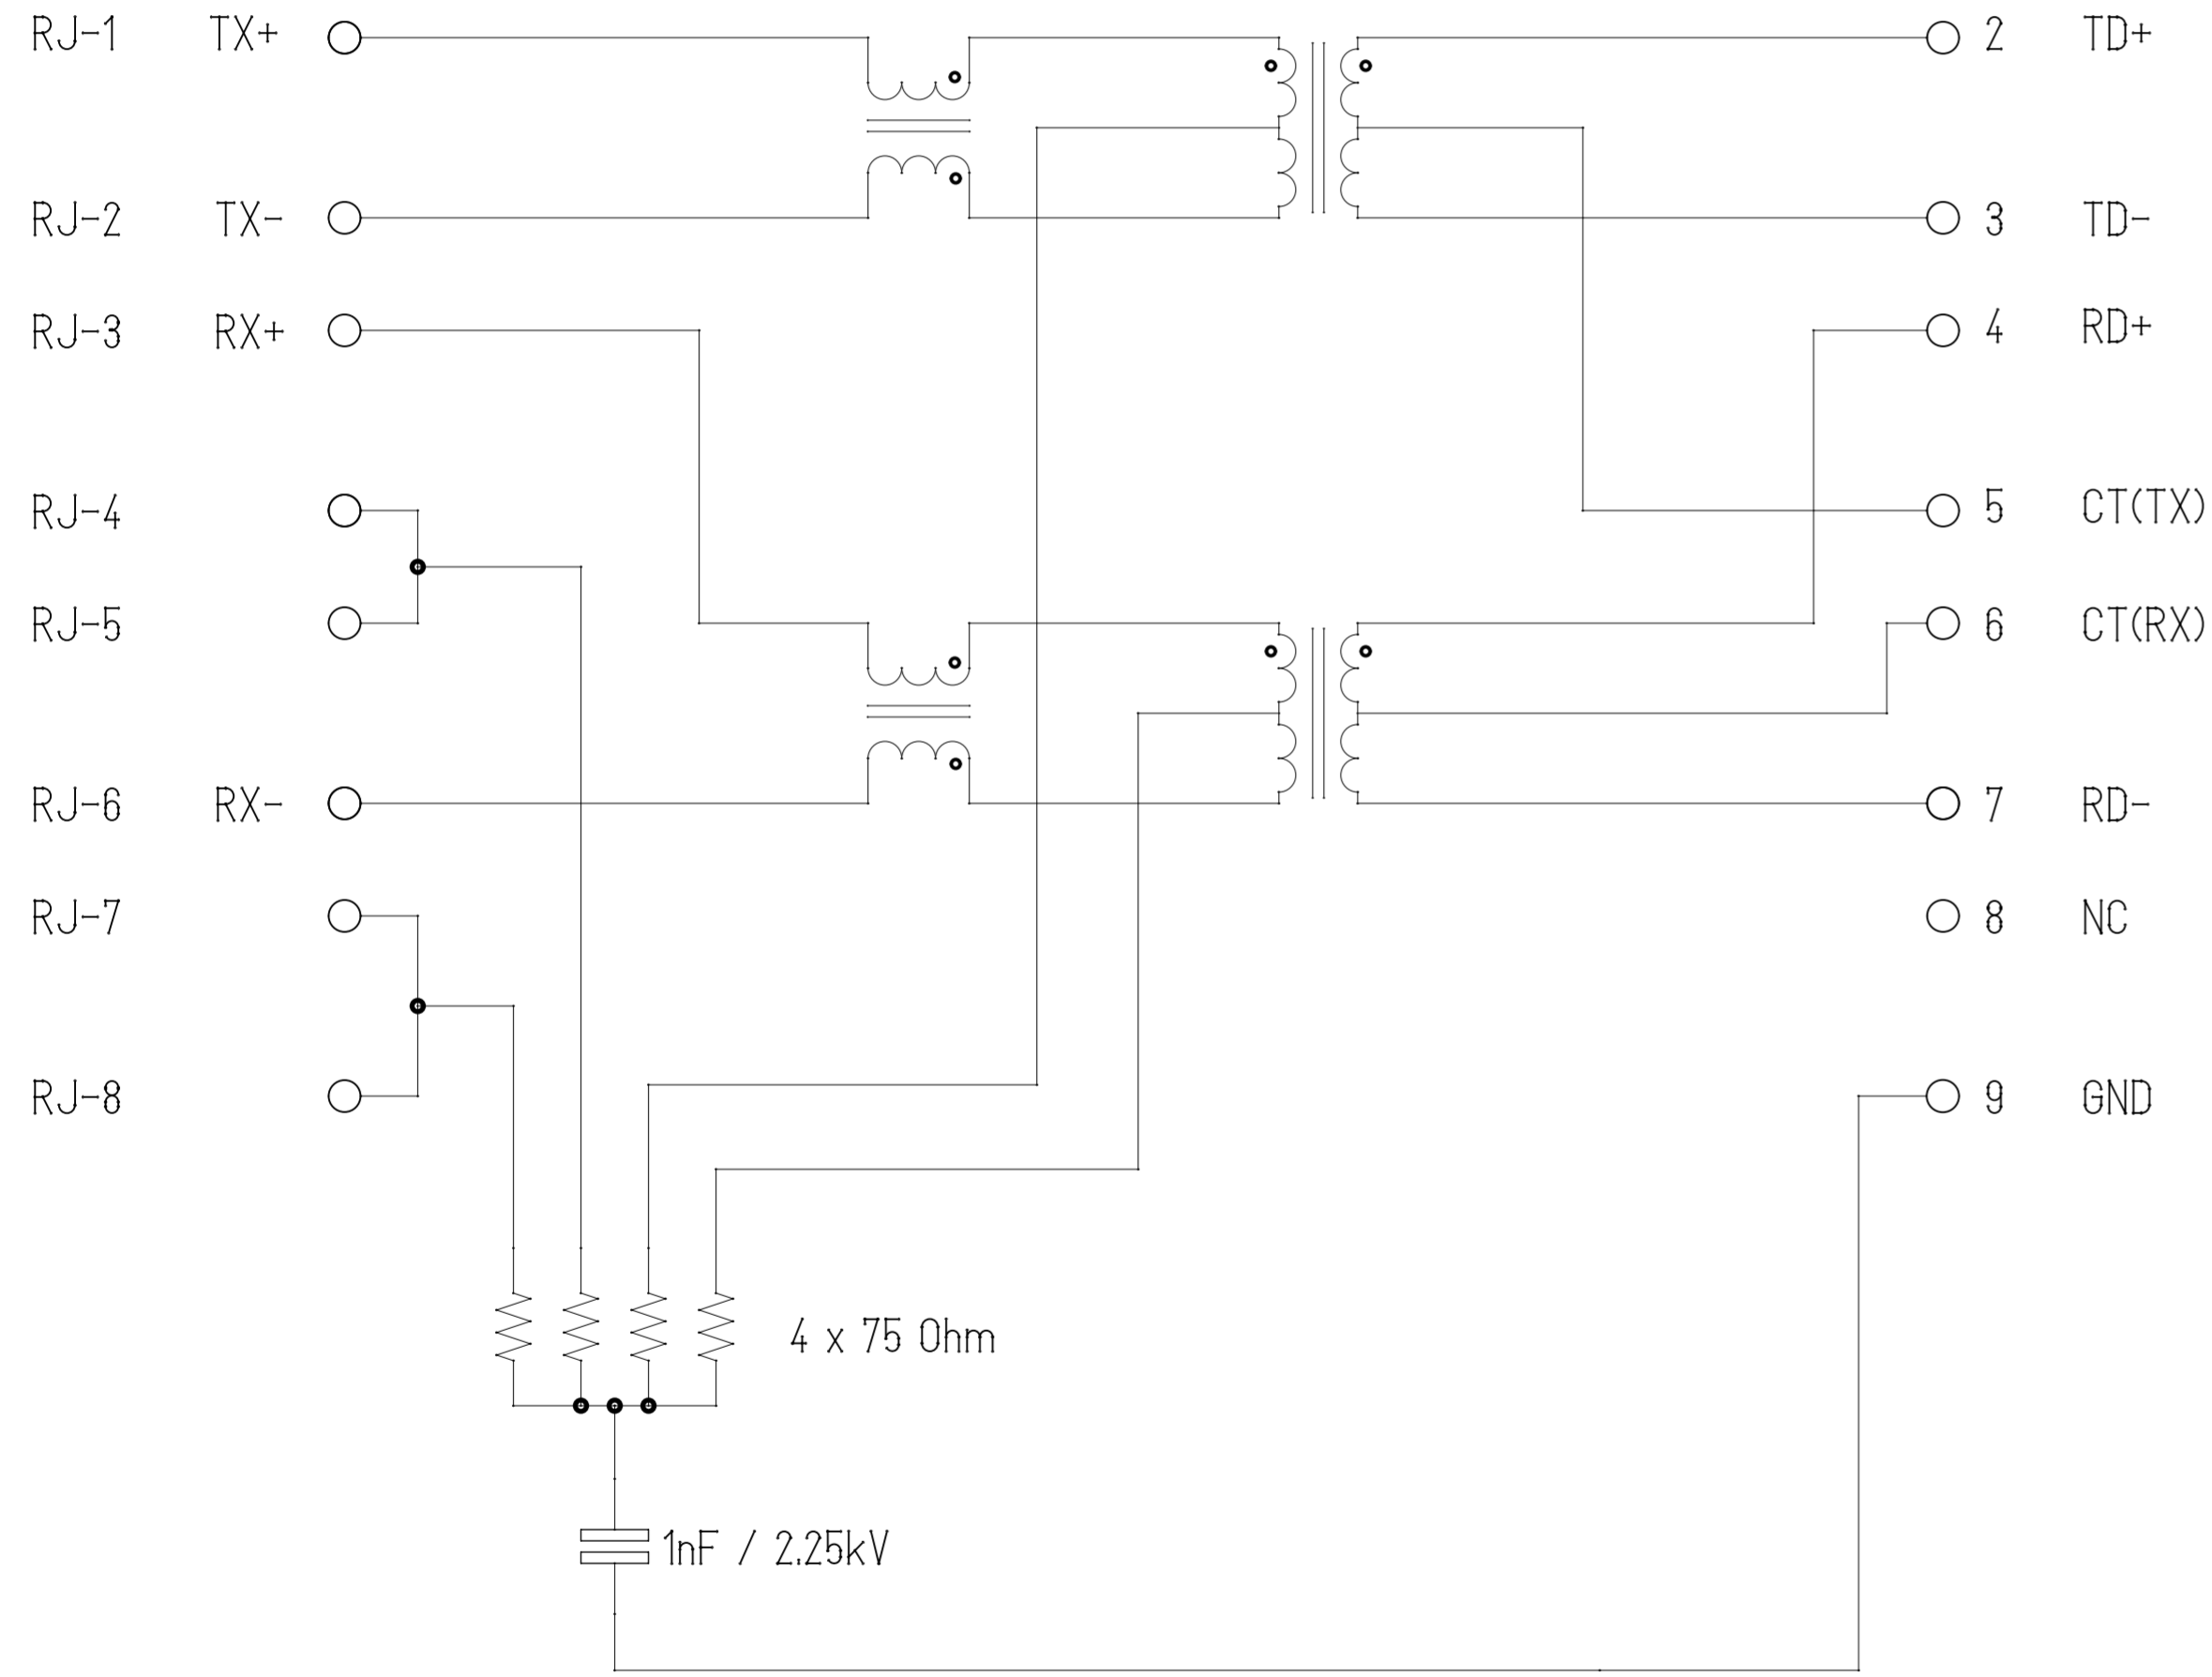 RJ-1 TX+ 2 TD+
RJ-2 TX- 3 TD-
RJ-3 RX+ 4 RD+
RJ-4 5 CT(TX)
RJ-5 6 CT(RX)
RJ-6 RX- 7 RD-
RJ-7 8 NC
RJ-8 9 GND
4 x 75 Ohm
1nF / 2.25kV